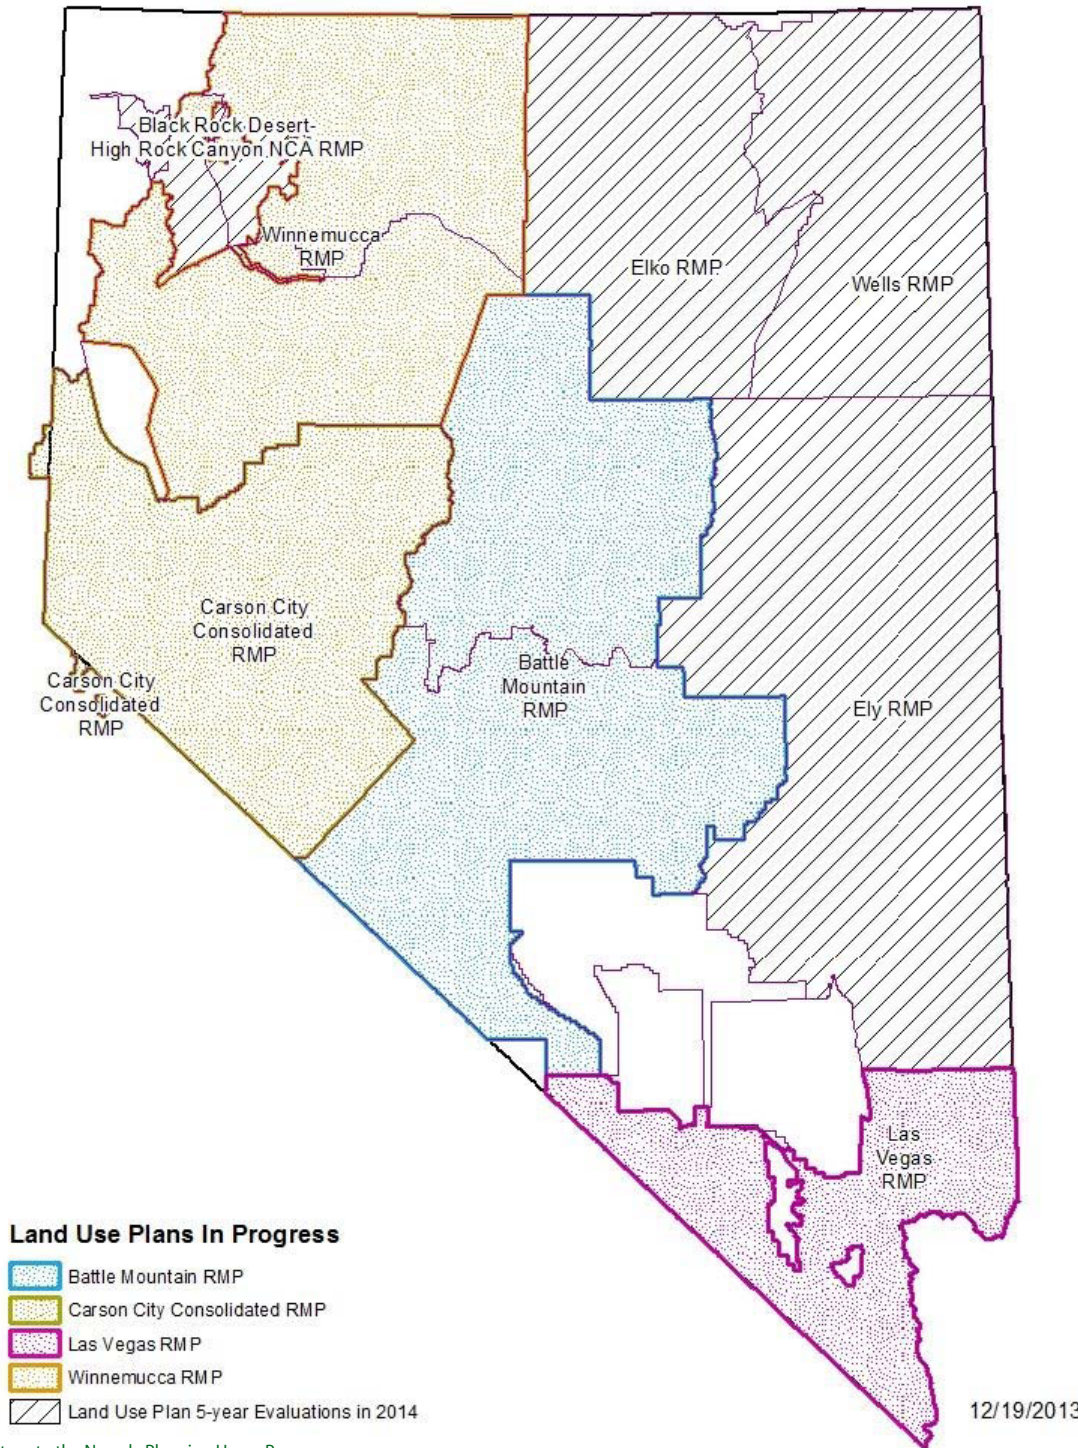 Black Rock Desert-
High Rock Canyon NCA RMP
Winnemucca
RMP
Elko RMP
Wells RMP
Carson City
Consolidated
RMP
Carson City
Consolidated
RMP
Battle
Mountain
RMP
Ely RMP
Las
Vegas
RMP
Land Use Plans In Progress
Battle Mountain RMP
Carson City Consolidated RMP
Las Vegas RMP
Winnemucca RMP
Land Use Plan 5-year Evaluations in 2014
12/19/2013